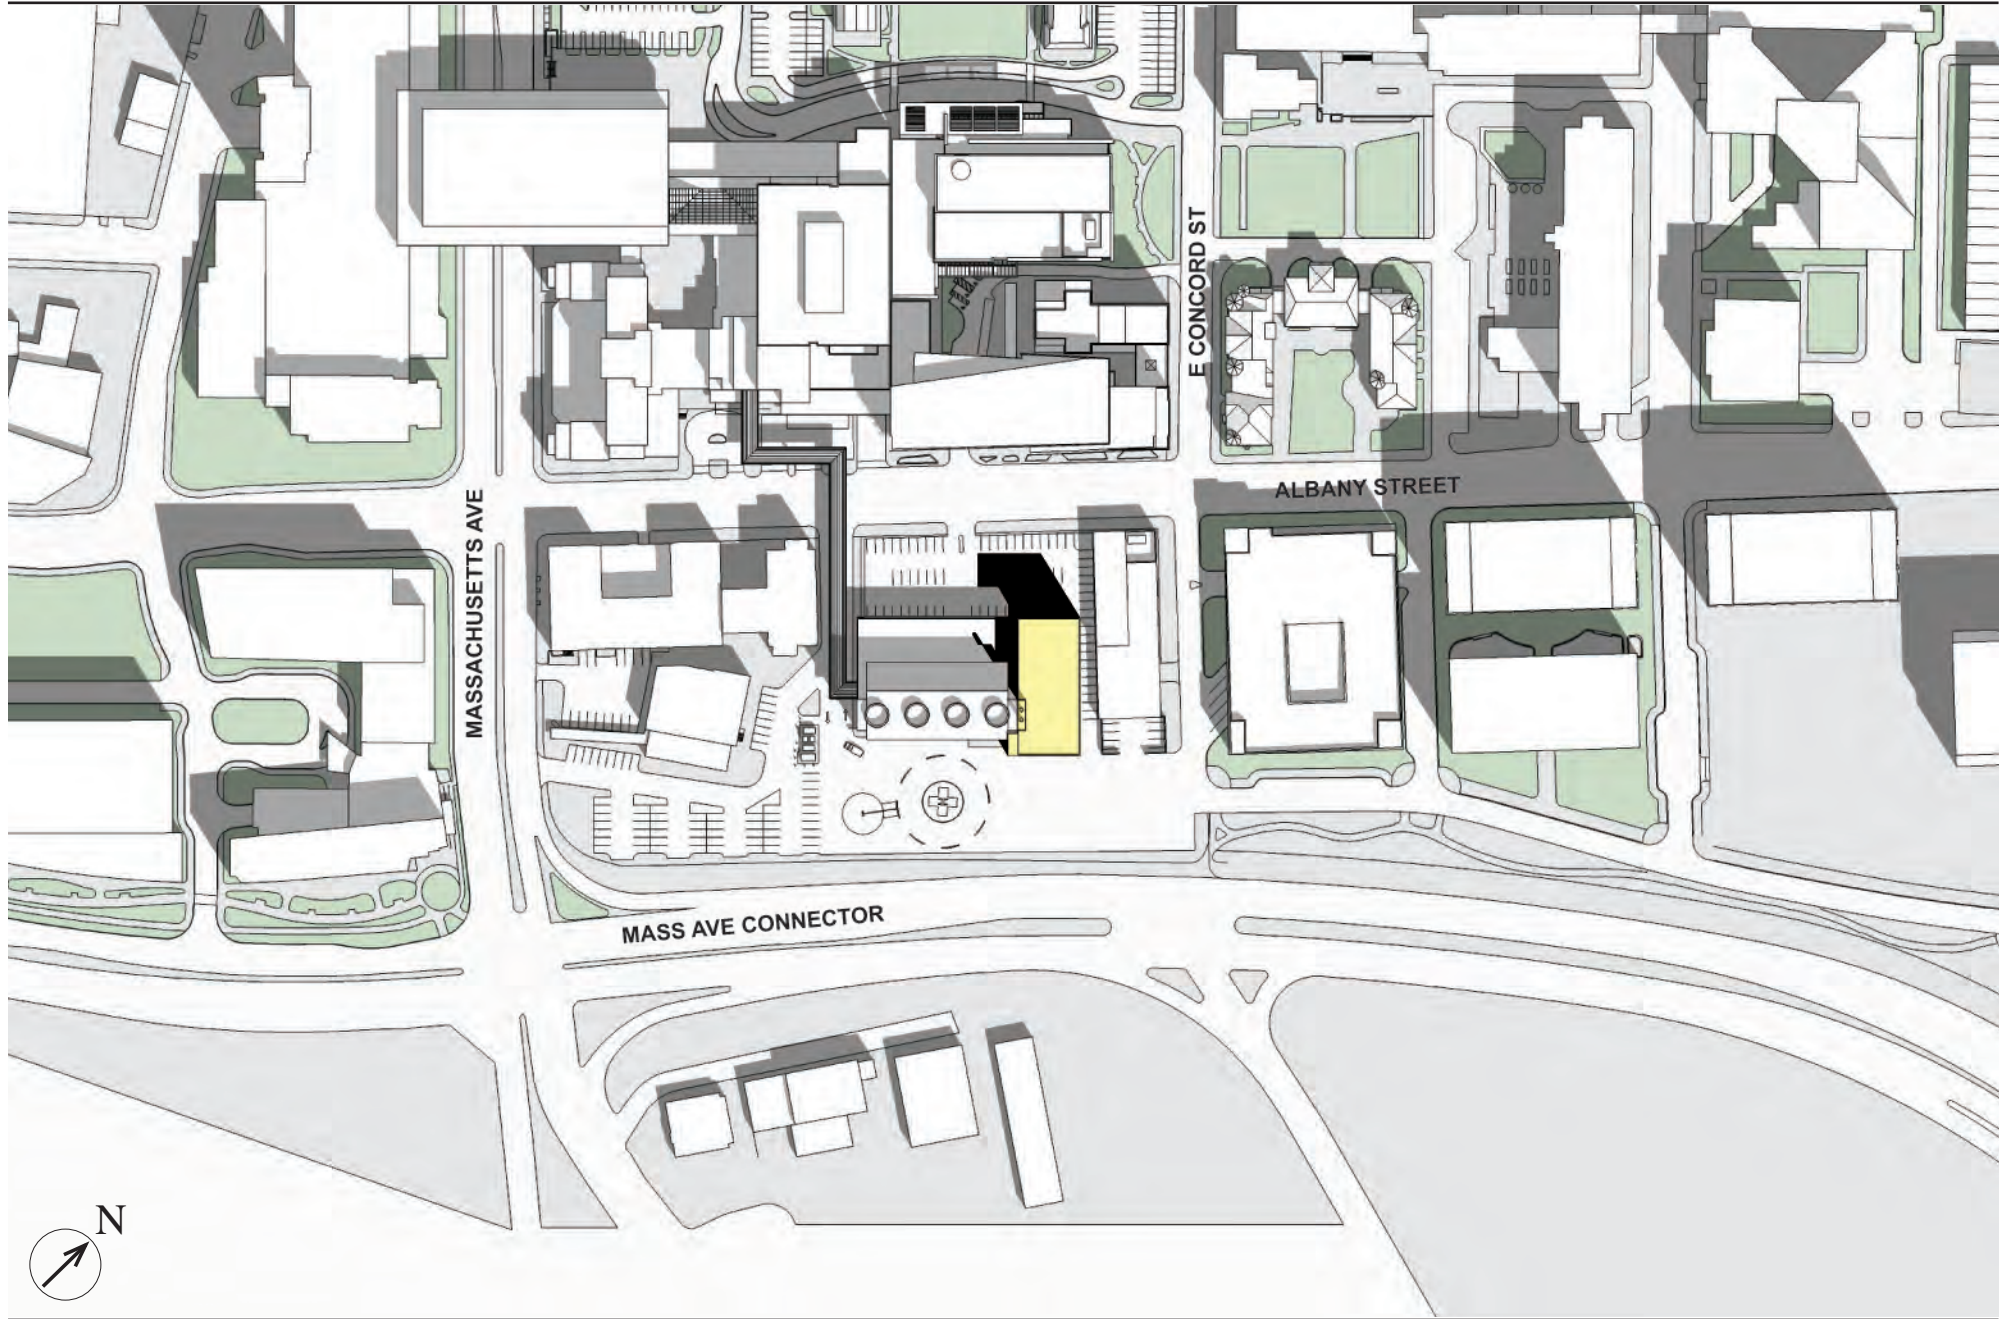 E CONCORD ST
ALBANY STREET
MASSACHUSETTS AVE
MASS AVE CONNECTOR
N